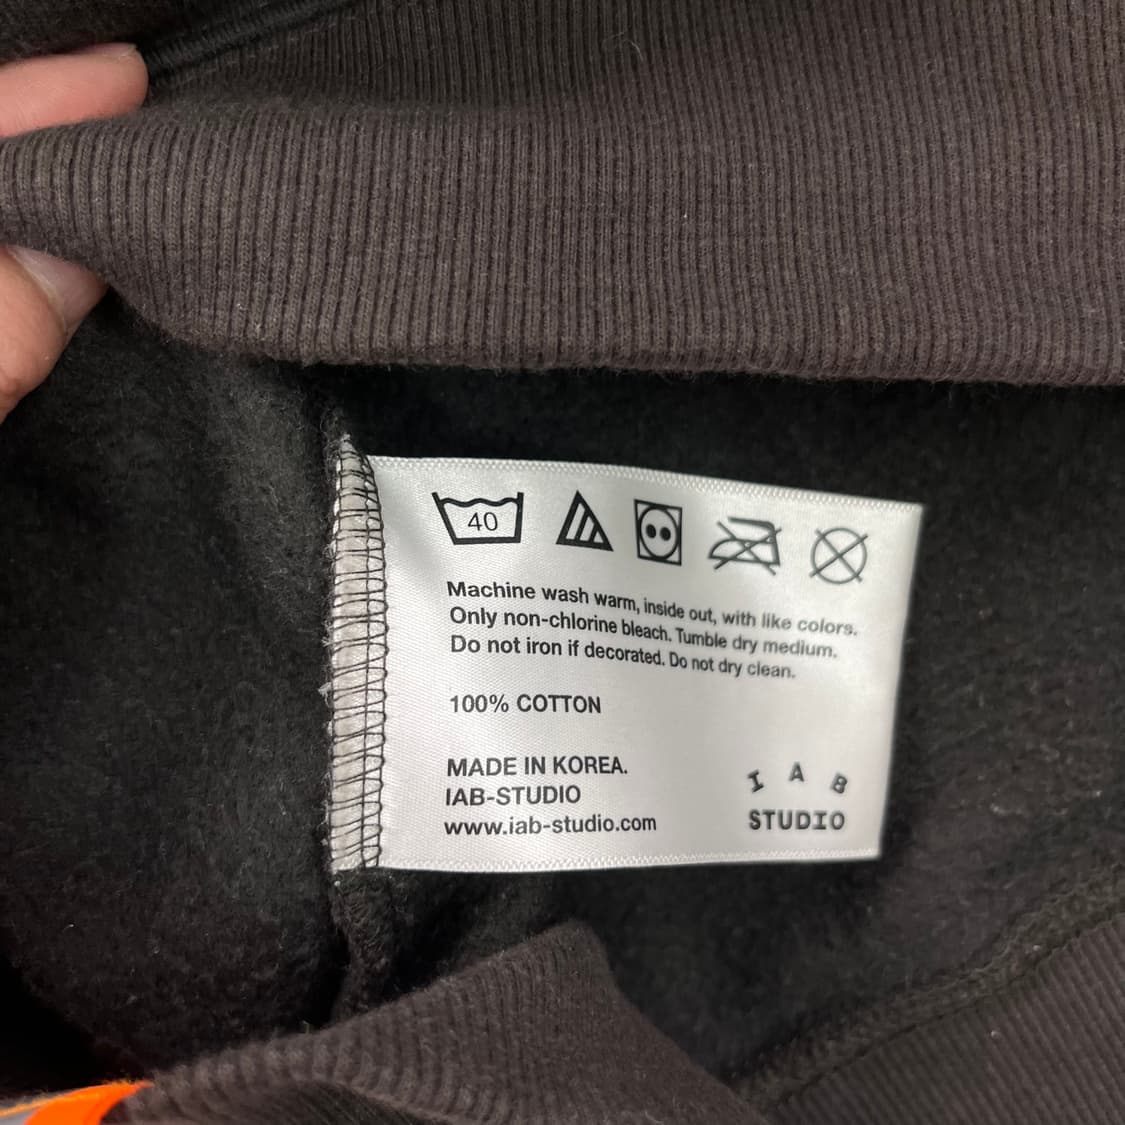 40
Machine wash warm, inside out, with like colors.
Only non-chlorine bleach. Tumble dry medium.
Do not iron if decorated. Do not dry clean.
100% COTTON
MADE IN KOREA.
IAB-STUDIO
www.iab-studio.com
I A B
STUDIO